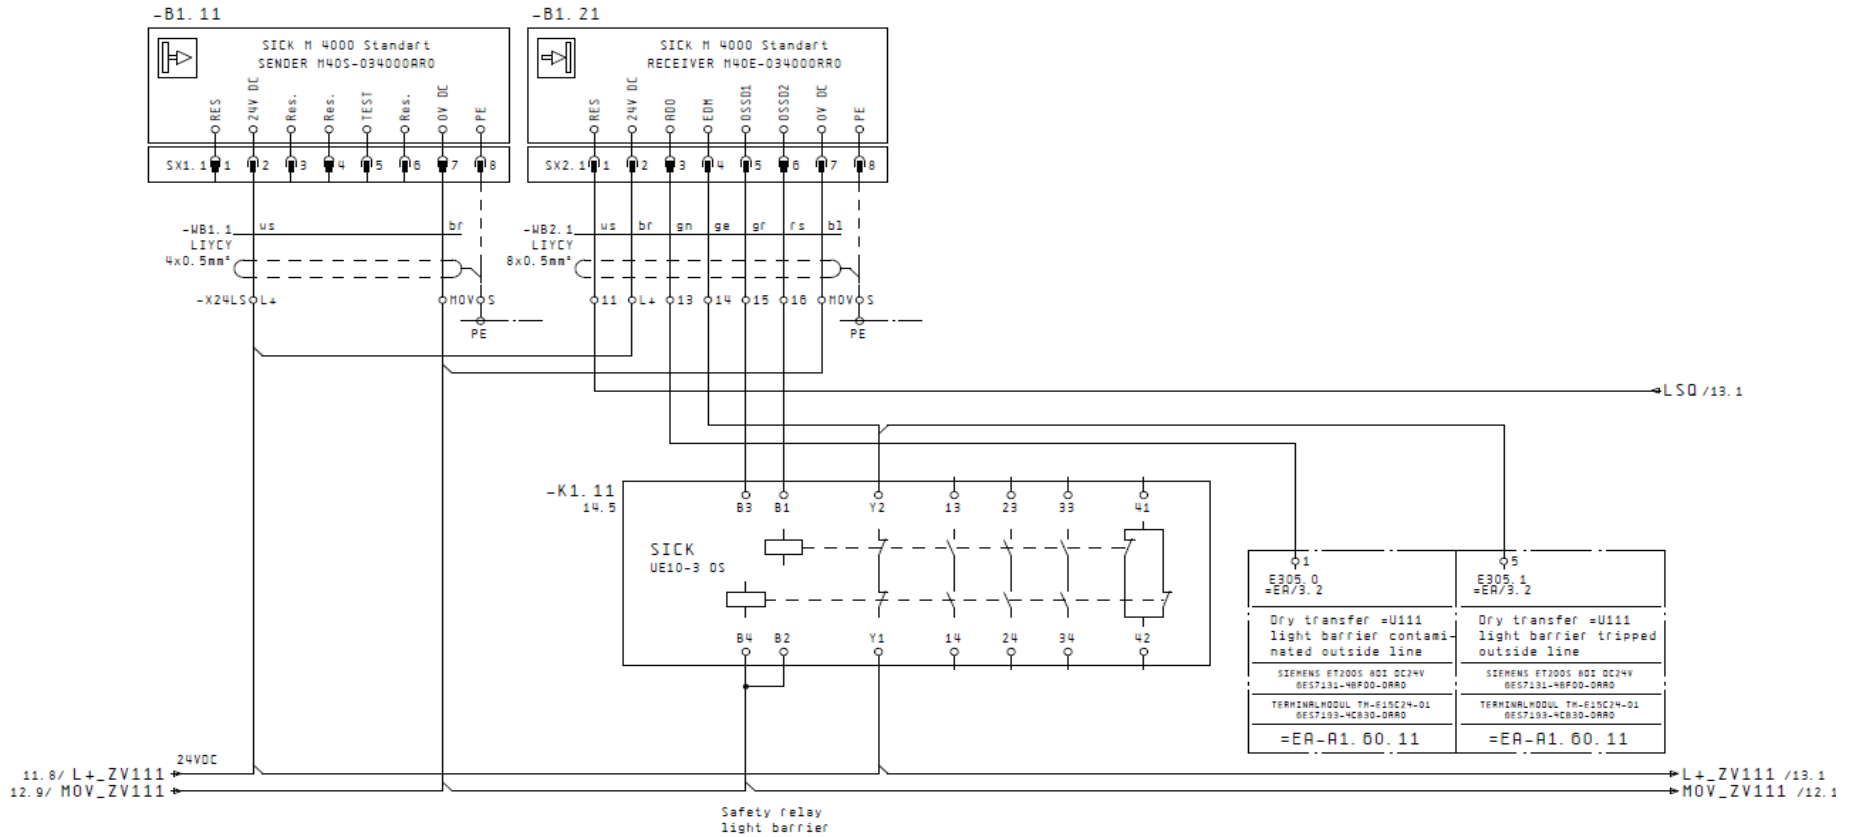 -B1.11
-B1.21
SICK M 4000 Standart
SENDER M40S-034000AR0
SICK M 4000 Standart
RECEIVER M40E-034000RR0
RES 24V DC Res. Res. TEST Res. 0V DC PE
RES 24V DC ADO EDM OSSD1 OSSD2 0V DC PE
SX1.1 1 2 3 4 5 6 7 8
SX2.1 1 2 3 4 5 6 7 8
-WB1.1 ws br
LIYCY
4x0.5mm²
-WB2.1 ws br gn ge gr rs bl
LIYCY
8x0.5mm²
-X24LS L+ MOV S
11 L+ 13 14 15 16 MOV S
PE
PE
LSQ /13.1
-K1.11
14.5
B3 B1 Y2 13 23 33 41
SICK
UE10-3 OS
B4 B2 Y1 14 24 34 42
1
E305.0
=EA/3.2
Dry transfer =U111
light barrier contami-
nated outside line
SIEMENS ET200S 8DI DC24V
6ES7131-4BF00-0AA0
TERMINALMODUL TM-E15C24-01
6ES7193-4CB30-0AA0
=EA-A1.60.11
5
E305.1
=EA/3.2
Dry transfer =U111
light barrier tripped
outside line
SIEMENS ET200S 8DI DC24V
6ES7131-4BF00-0AA0
TERMINALMODUL TM-E15C24-01
6ES7193-4CB30-0AA0
=EA-A1.60.11
24VDC
11.8/ L+_ZV111
12.9/ MOV_ZV111
L+_ZV111 /13.1
MOV_ZV111 /12.1
Safety relay
light barrier